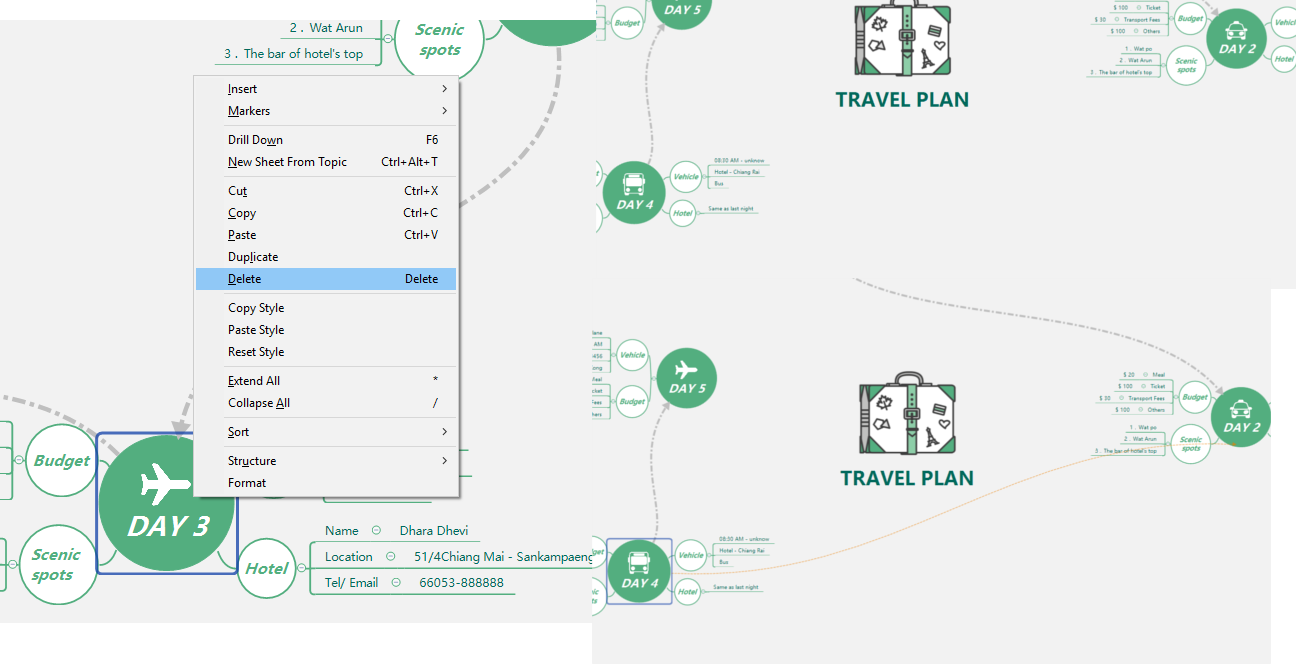 2 . Wat Arun
3 . The bar of hotel's top
Scenic
spots
Insert
Markers
Drill Down F6
New Sheet From Topic Ctrl+Alt+T
Cut Ctrl+X
Copy Ctrl+C
Paste Ctrl+V
Duplicate
Delete Delete
Copy Style
Paste Style
Reset Style
Extend All *
Collapse All /
Sort
Structure
Format
Budget
DAY 3
Scenic
spots
Hotel
Name Dhara Dhevi
Location 51/4Chiang Mai - Sankampaeng
Tel/ Email 66053-888888
DAY 5
Budget
TRAVEL PLAN
$ 100 Ticket
$ 30 Transport Fees
$ 100 Others
Budget
1 . Wat po
2 . Wat Arun
3 . The bar of hotel's top
Scenic
spots
DAY 2
Vehicle
Hotel
DAY 4
Vehicle
08:30 AM - unknow
Hotel - Chiang Rai
Bus
Hotel
Same as last night
AM
Vehicle
Budget
DAY 5
TRAVEL PLAN
$ 20 Meal
$ 100 Ticket
$ 30 Transport Fees
$ 100 Others
Budget
1 . Wat po
2 . Wat Arun
3 . The bar of hotel's top
Scenic
spots
DAY 2
DAY 4
Vehicle
08:30 AM - unknow
Hotel - Chiang Rai
Bus
Hotel
Same as last night